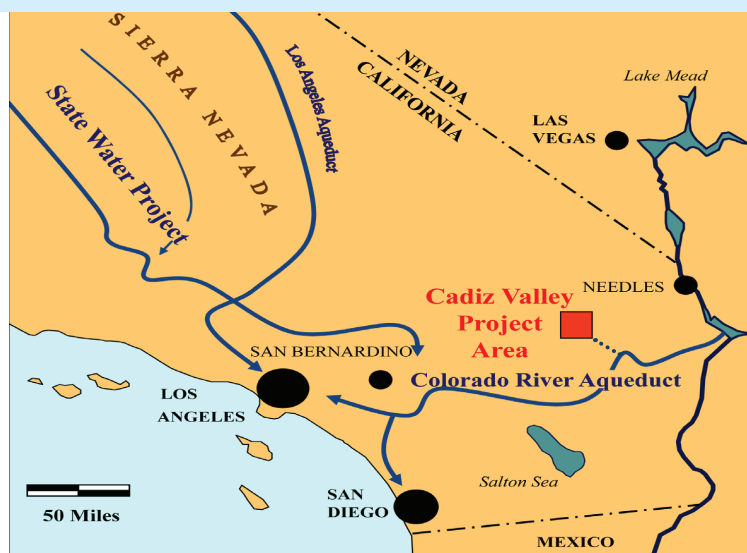 SIERRA NEVADA
State Water Project
Los Angeles Aqueduct
NEVADA
CALIFORNIA
Lake Mead
LAS
VEGAS
NEEDLES
Cadiz Valley
Project
Area
SAN BERNARDINO
Colorado River Aqueduct
LOS
ANGELES
Salton Sea
SAN
DIEGO
50 Miles
MEXICO